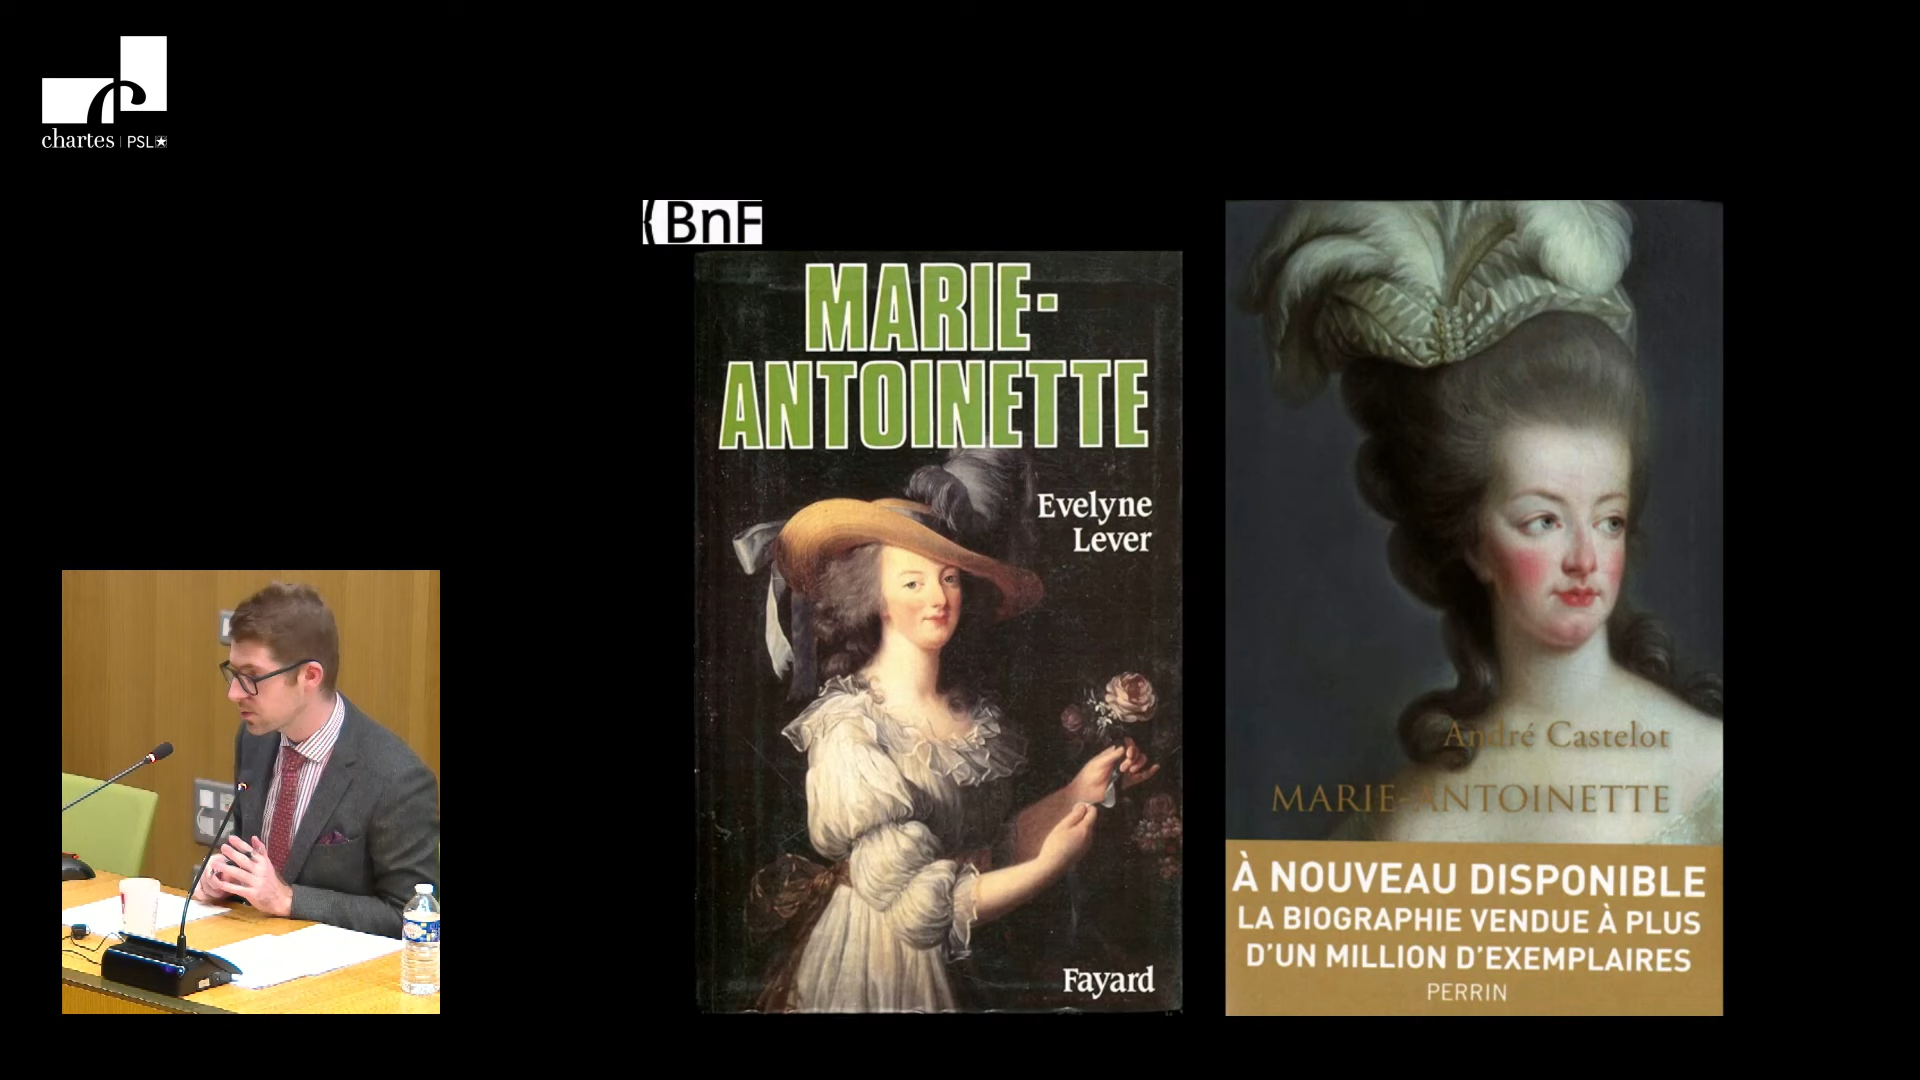 chartes | PSL
BnF
MARIE-
ANTOINETTE
Evelyne
Lever
Fayard
André Castelot
MARIE-ANTOINETTE
À NOUVEAU DISPONIBLE
LA BIOGRAPHIE VENDUE À PLUS
D'UN MILLION D'EXEMPLAIRES
PERRIN